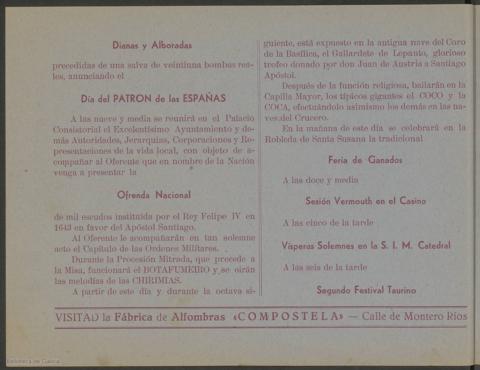 Dianas y Alboradas
precedidas de una salva de veintiuna bombas rea-
les, anunciando el
Día del PATRON de las ESPAÑAS
A las nueve y media se reunirá en el Palacio
Consistorial el Excelentísimo Ayuntamiento y de-
más Autoridades, Jerarquías, Corporaciones y Re-
presentaciones de la vida local, con objeto de a-
compañar al Oferente que en nombre de la Nación
venga a presentar la
Ofrenda Nacional
de mil escudos instituída por el Rey Felipe IV en
1643 en favor del Apóstol Santiago.
Al Oferente le acompañarán en tan solemne
acto el Capítulo de las Ordenes Militares.
Durante la Procesión Mitrada, que precede a
la Misa, funcionará el BOTAFUMEIRO y se oirán
las melodías de las CHIRIMIAS.
A partir de este día y durante la octava si-
guiente, está expuesto en la antigua nave del Coro
de la Basílica, el Gallardete de Lepanto, glorioso
trofeo donado por don Juan de Austria a Santiago
Apóstol.
Después de la función religiosa, bailarán en la
Capilla Mayor, los típicos gigantes el COCO y la
COCA, efectuándolo asimismo los demás en las na-
ves del Crucero.
En la mañana de este día se celebrará en la
Robleda de Santa Susana la tradicional
Feria de Ganados
A las doce y media
Sesión Vermouth en el Casino
A las cinco de la tarde
Vísperas Solemnes en la S. I. M. Catedral
A las seis de la tarde
Segundo Festival Taurino
VISITAD la Fábrica de Alfombras «COMPOSTELA» — Calle de Montero Ríos
Biblioteca de Galicia